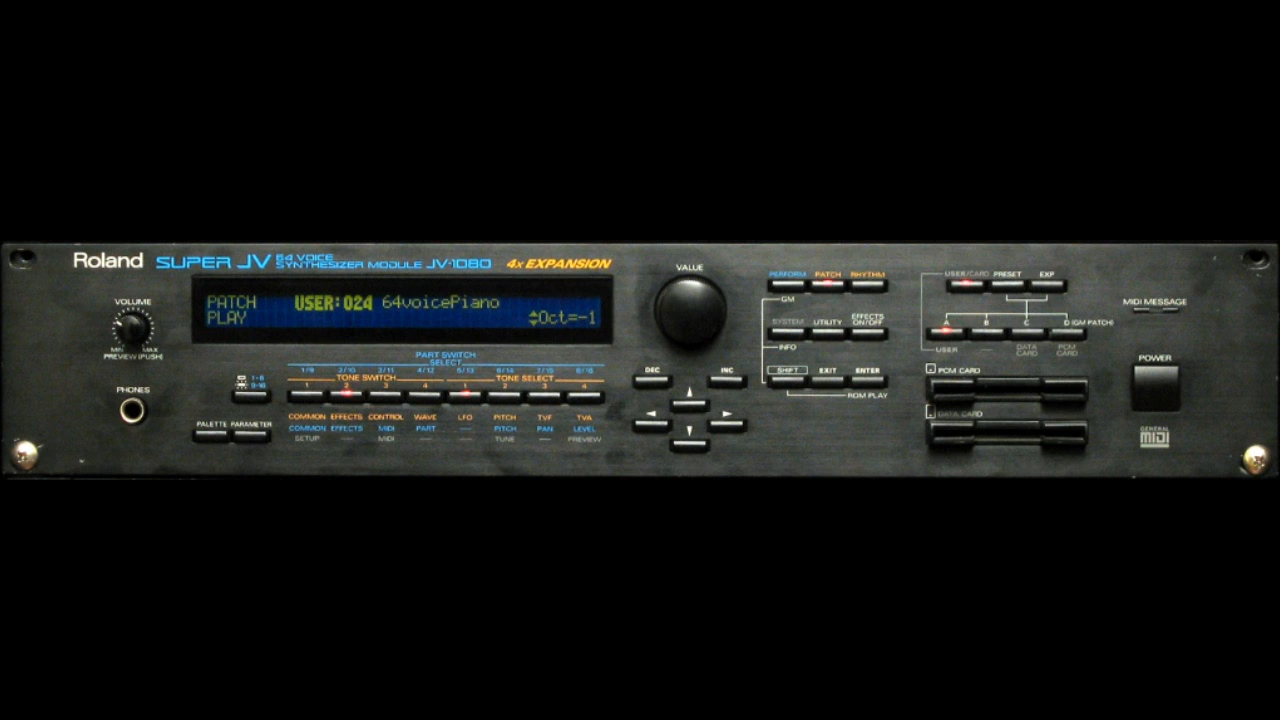 Roland
SUPER JV 64 VOICE
SYNTHESIZER MODULE JV-1080
4x EXPANSION
VOLUME
MIN MAX
PREVIEW (PUSH)
PHONES
PATCH USER:024 64voicePiano
PLAY Oct=-1
PART SWITCH
SELECT
1/9 2/10 3/11 4/12 5/13 6/14 7/15 8/16
TONE SWITCH TONE SELECT
1 2 3 4 1 2 3 4
1-8
9-16
PALETTE PARAMETER
COMMON EFFECTS CONTROL WAVE LFO PITCH TVF TVA
COMMON EFFECTS MIDI PART PITCH PAN LEVEL
SETUP MIDI TUNE PREVIEW
VALUE
DEC INC
PERFORM PATCH RHYTHM
GM
SYSTEM UTILITY EFFECTS
ON/OFF
INFO
SHIFT EXIT ENTER
ROM PLAY
USER/CARD PRESET EXP
A B C D (GM PATCH)
USER DATA CARD PCM CARD
PCM CARD
DATA CARD
MIDI MESSAGE
POWER
GENERAL
MIDI